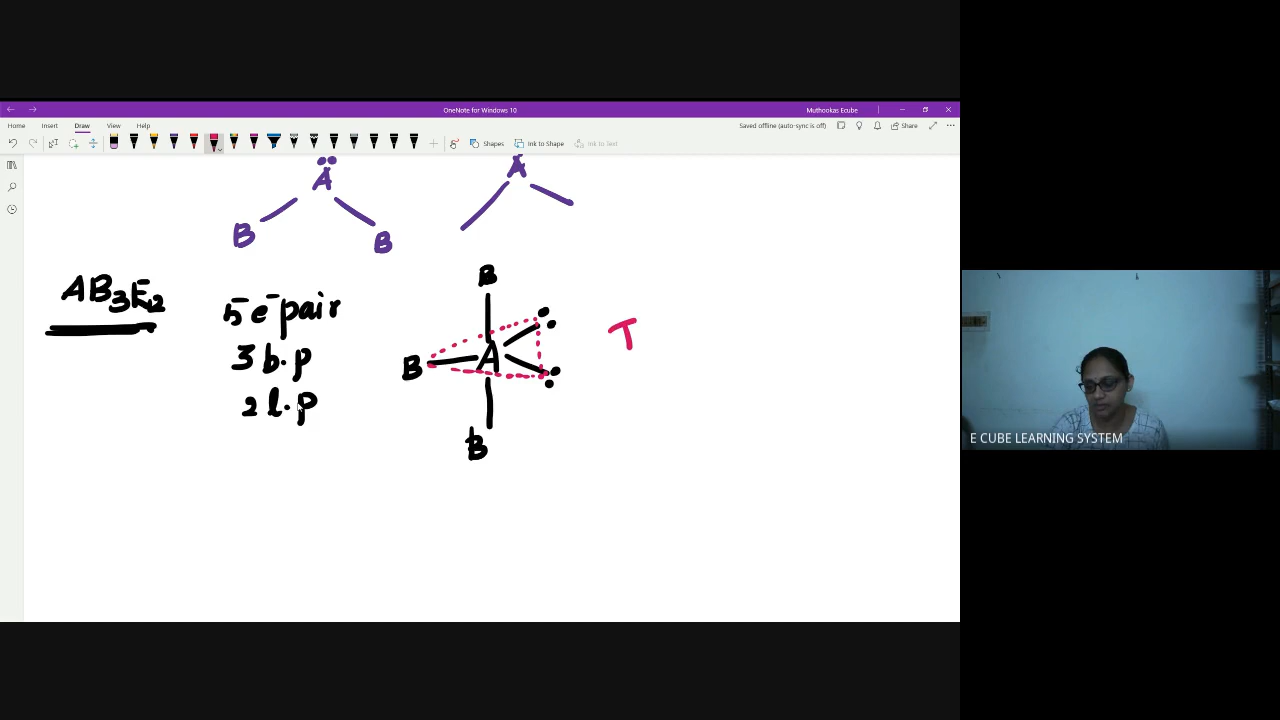 OneNote for Windows 10
Muthookas Ecube
Home Insert Draw View Help
Saved offline (auto-sync is off)
Share
Shapes
Ink to Shape
Ink to Text
A
B B
A
AB3E2
5 e- pair
3 b.p
2 l.p
B
B A
B
T
E CUBE LEARNING SYSTEM